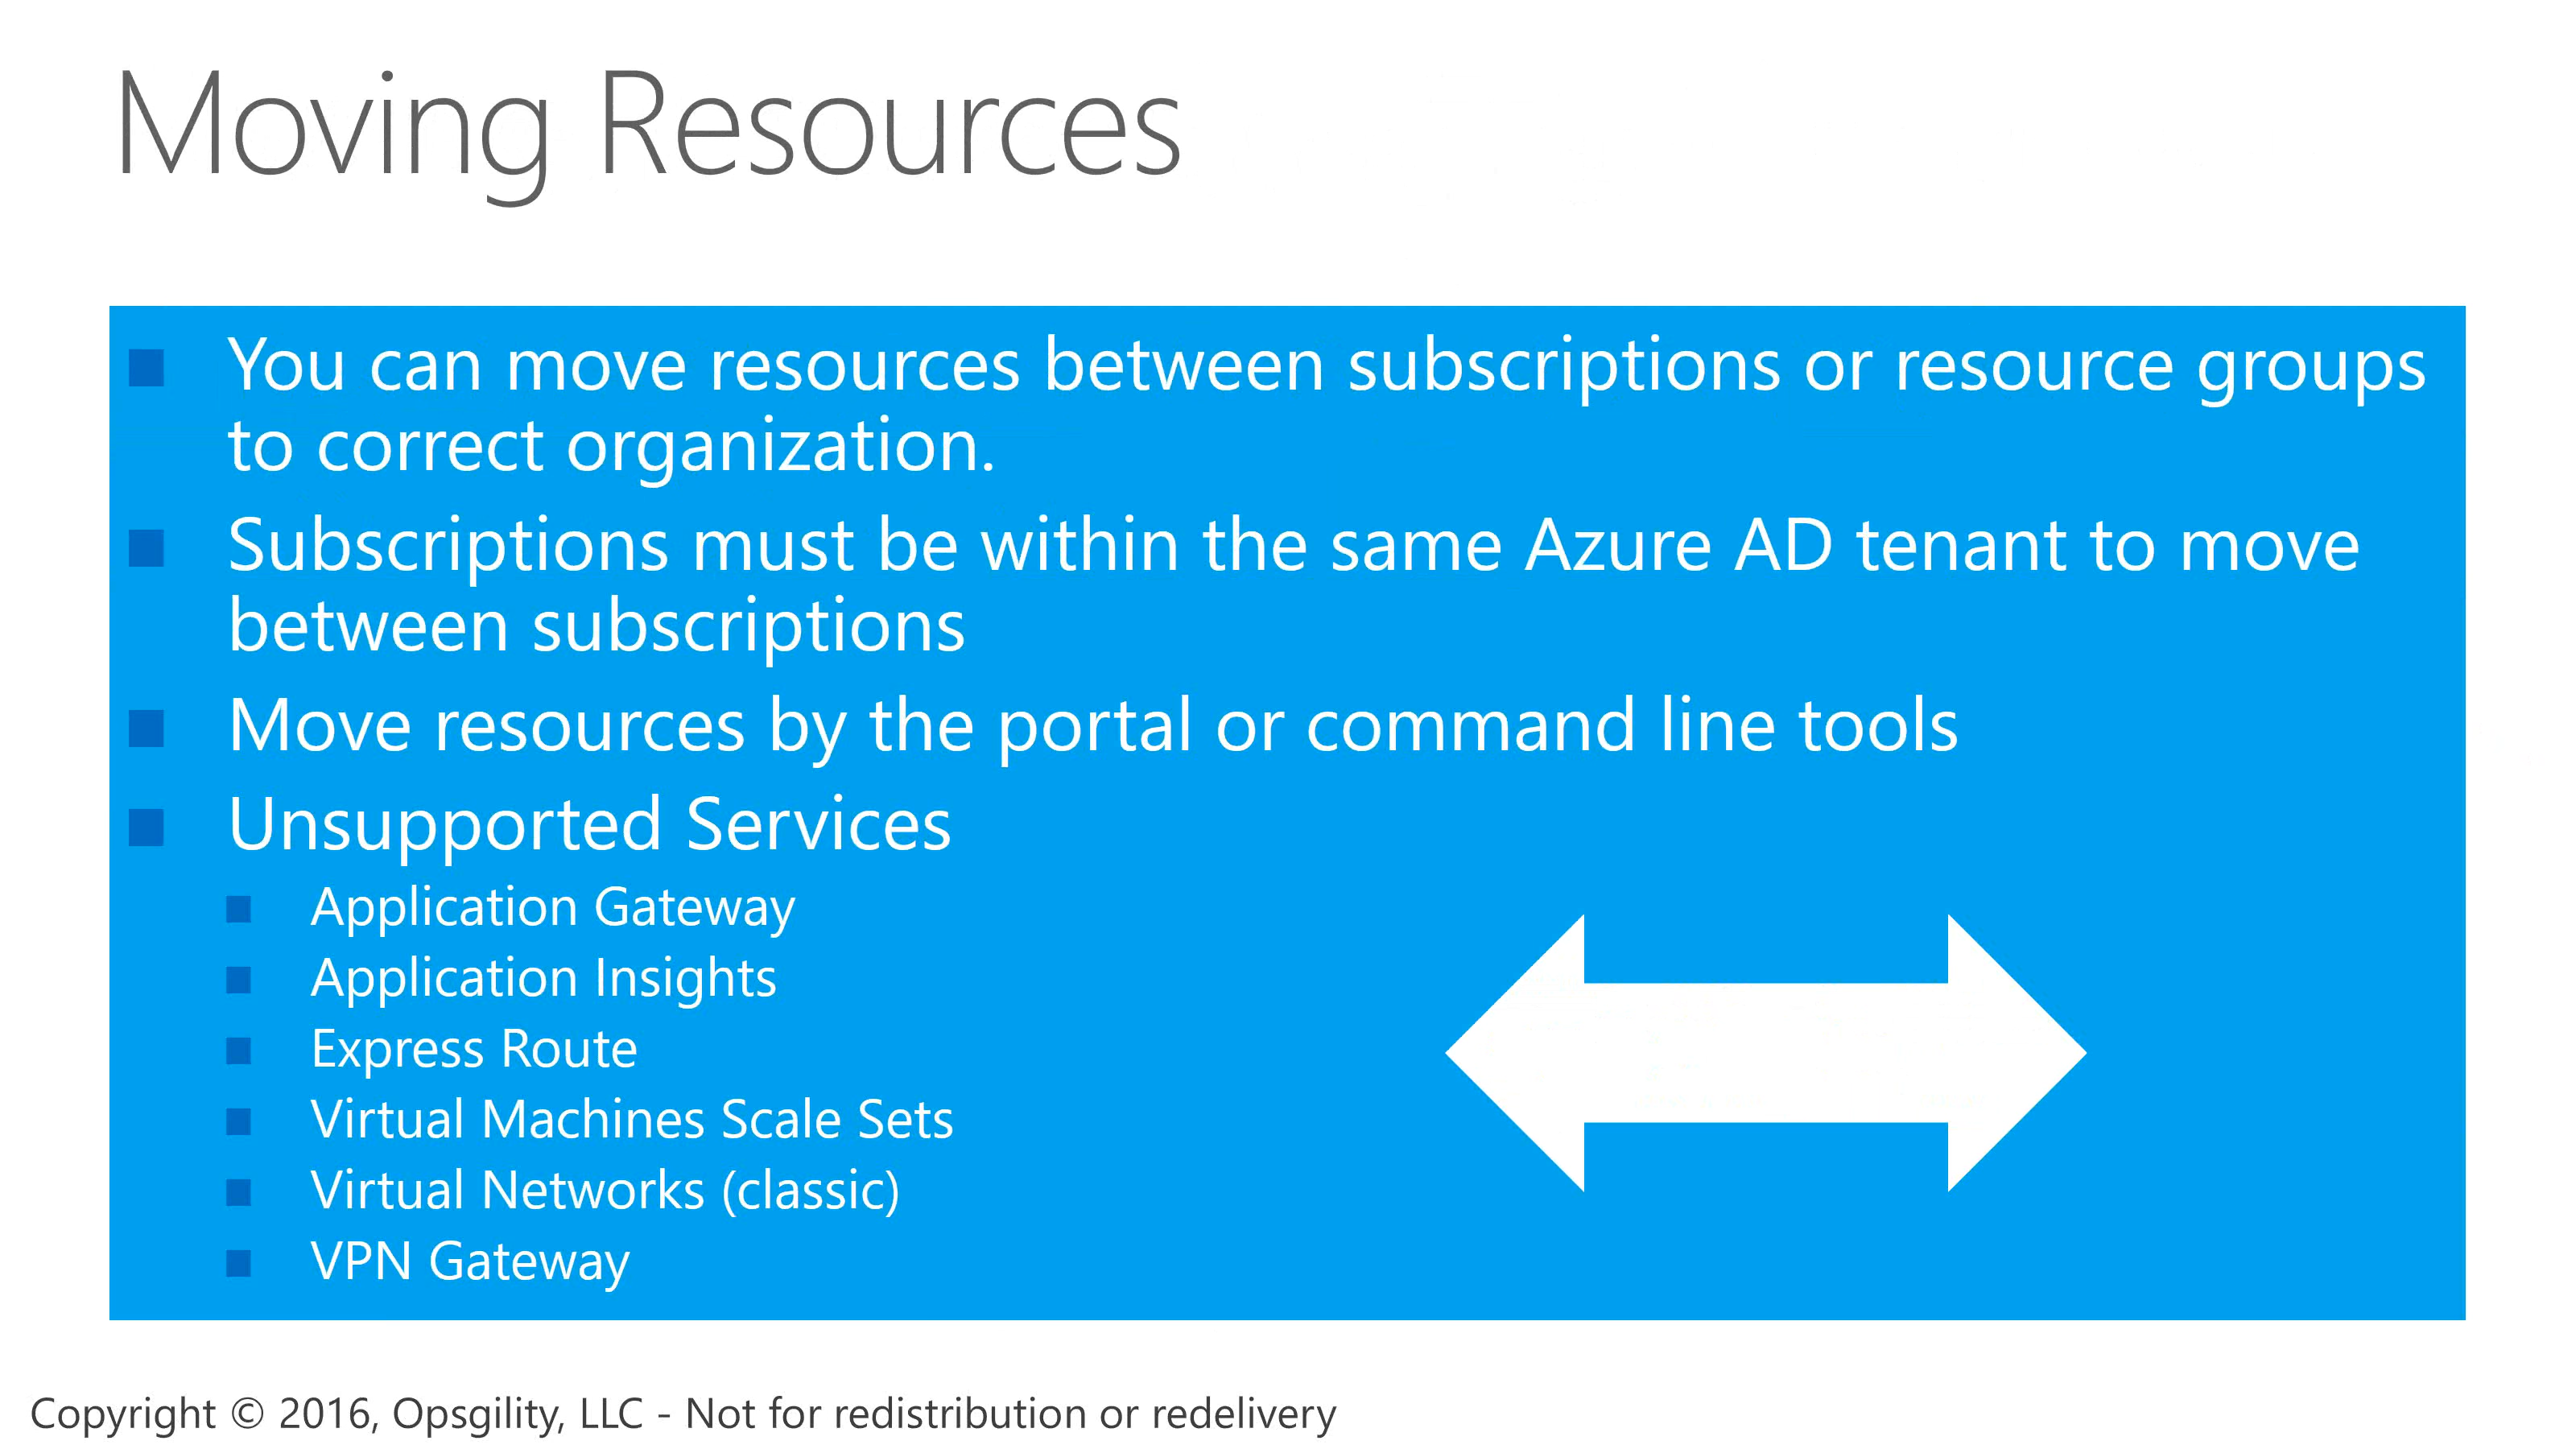 Moving Resources
You can move resources between subscriptions or resource groups
to correct organization.
Subscriptions must be within the same Azure AD tenant to move
between subscriptions
Move resources by the portal or command line tools
Unsupported Services
Application Gateway
Application Insights
Express Route
Virtual Machines Scale Sets
Virtual Networks (classic)
VPN Gateway
Copyright © 2016, Opsgility, LLC - Not for redistribution or redelivery